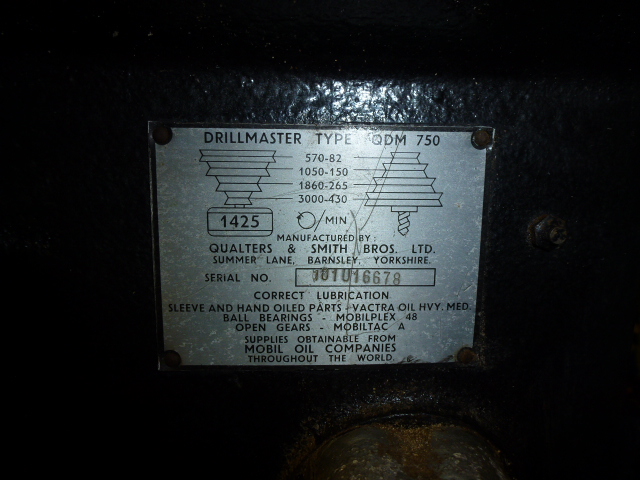 DRILLMASTER TYPE QDM 750
570-82
1050-150
1860-265
3000-430
1425 /MIN
MANUFACTURED BY:
QUALTERS & SMITH BROS. LTD.
SUMMER LANE, BARNSLEY, YORKSHIRE.
SERIAL NO. 101U16678
CORRECT LUBRICATION
SLEEVE AND HAND OILED PARTS - VACTRA OIL HVY. MED.
BALL BEARINGS - MOBILPLEX 48
OPEN GEARS - MOBILTAC A
SUPPLIES OBTAINABLE FROM
MOBIL OIL COMPANIES
THROUGHOUT THE WORLD